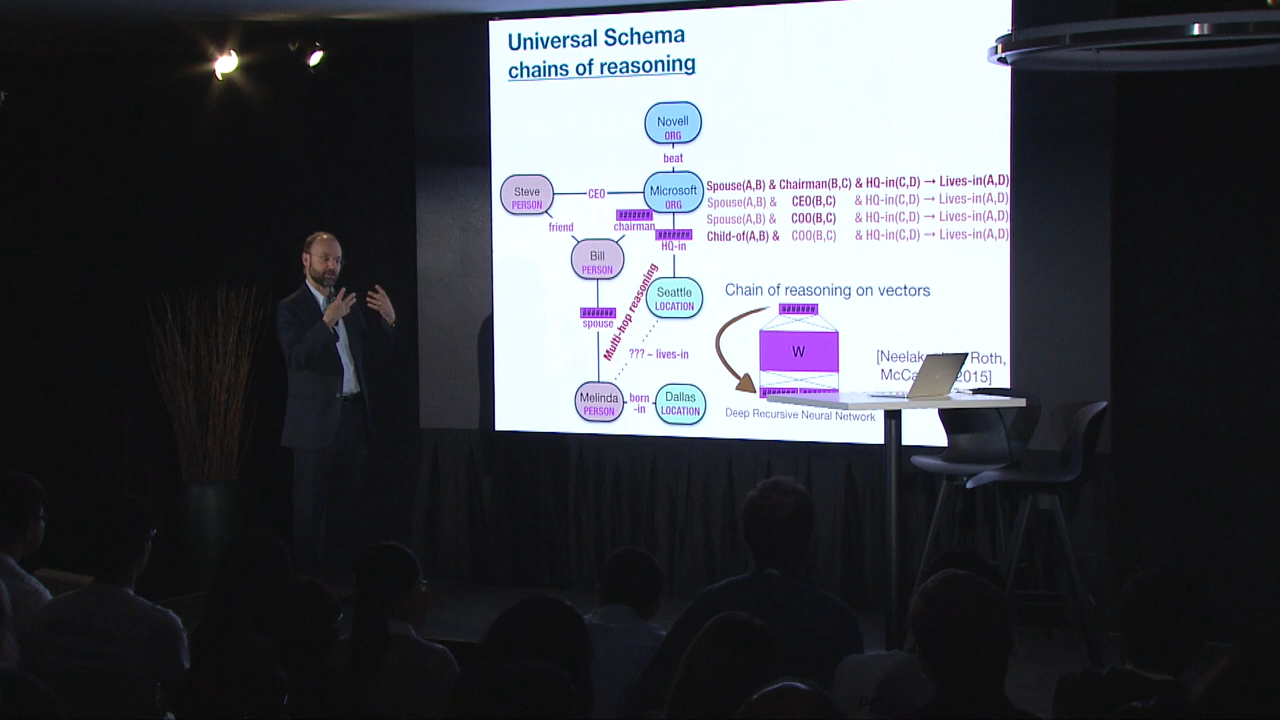 Universal Schema
chains of reasoning
Novell
ORG
beat
Steve
PERSON
CEO
Microsoft
ORG
Spouse(A,B) & Chairman(B,C) & HQ-in(C,D) → Lives-in(A,D)
Spouse(A,B) & CEO(B,C) & HQ-in(C,D) → Lives-in(A,D)
Spouse(A,B) & COO(B,C) & HQ-in(C,D) → Lives-in(A,D)
Child-of(A,B) & COO(B,C) & HQ-in(C,D) → Lives-in(A,D)
friend
#######
chairman
#######
HQ-in
Bill
PERSON
Multi-hop reasoning
Seattle
LOCATION
#######
spouse
??? ~ lives-in
Melinda
PERSON
born
-in
Dallas
LOCATION
Chain of reasoning on vectors
#######
W
Roth,
2015]
Deep Recursive Neural Network